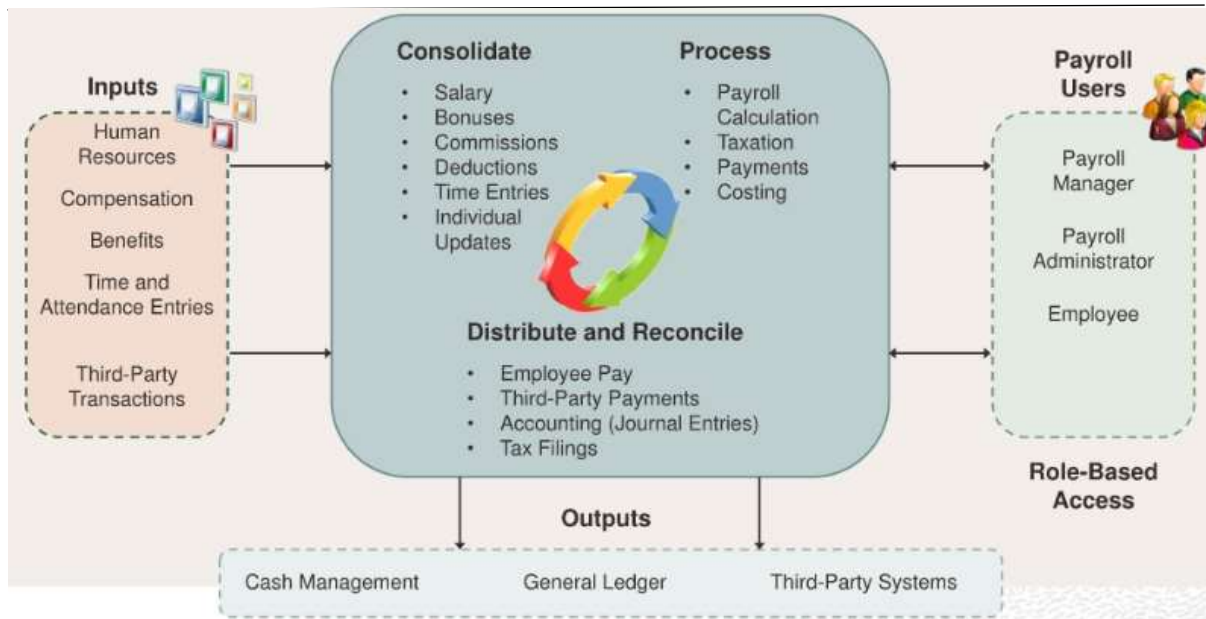 Inputs
Human
Resources
Compensation
Benefits
Time and
Attendance Entries
Third-Party
Transactions
Consolidate
• Salary
• Bonuses
• Commissions
• Deductions
• Time Entries
• Individual
Updates
Process
• Payroll
Calculation
• Taxation
• Payments
• Costing
Distribute and Reconcile
• Employee Pay
• Third-Party Payments
• Accounting (Journal Entries)
• Tax Filings
Payroll
Users
Payroll
Manager
Payroll
Administrator
Employee
Role-Based
Access
Outputs
Cash Management
General Ledger
Third-Party Systems